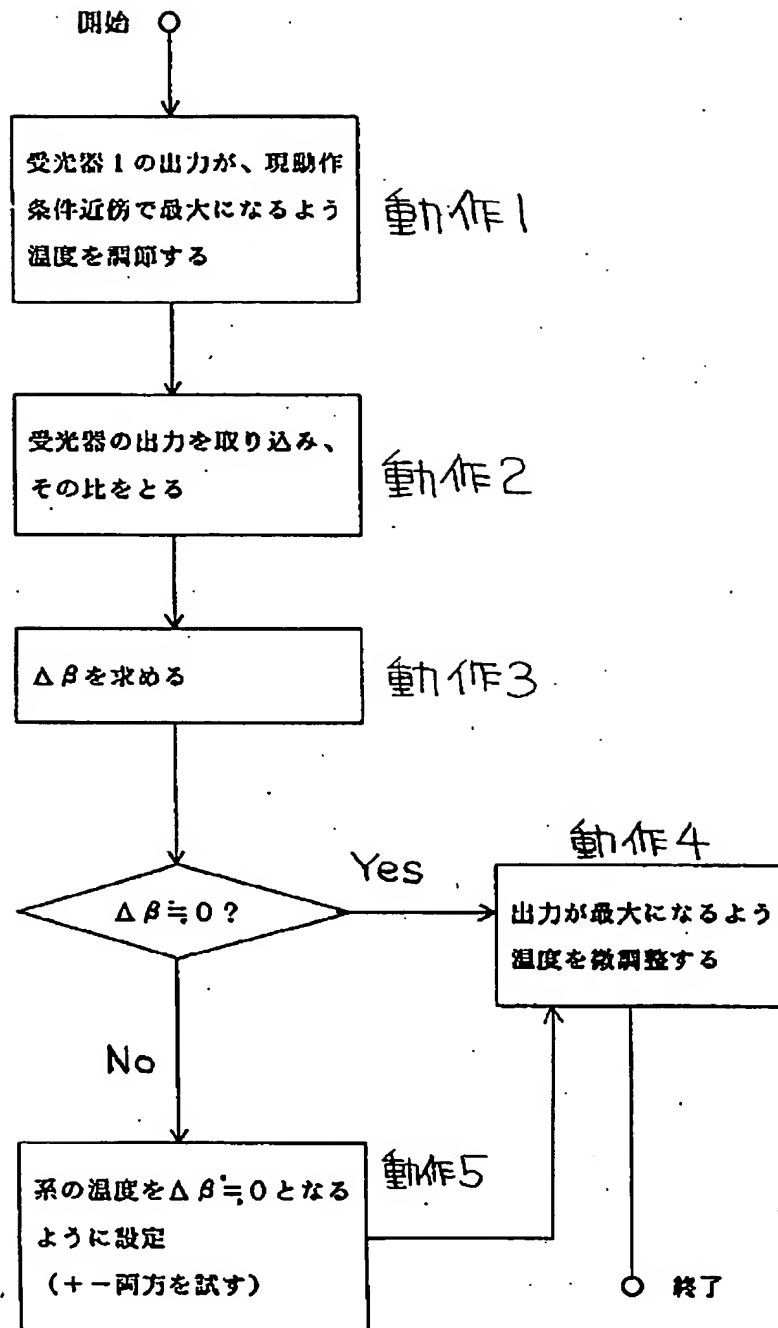 開始
受光器1の出力が、現動作
条件近傍で最大になるよう
温度を調節する
動作1
受光器の出力を取り込み、
その比をとる
動作2
Δβを求める
動作3
Δβ≒0?
Yes
動作4
出力が最大になるよう
温度を微調整する
No
動作5
系の温度をΔβ≒0となる
ように設定
(+-両方を試す)
終了